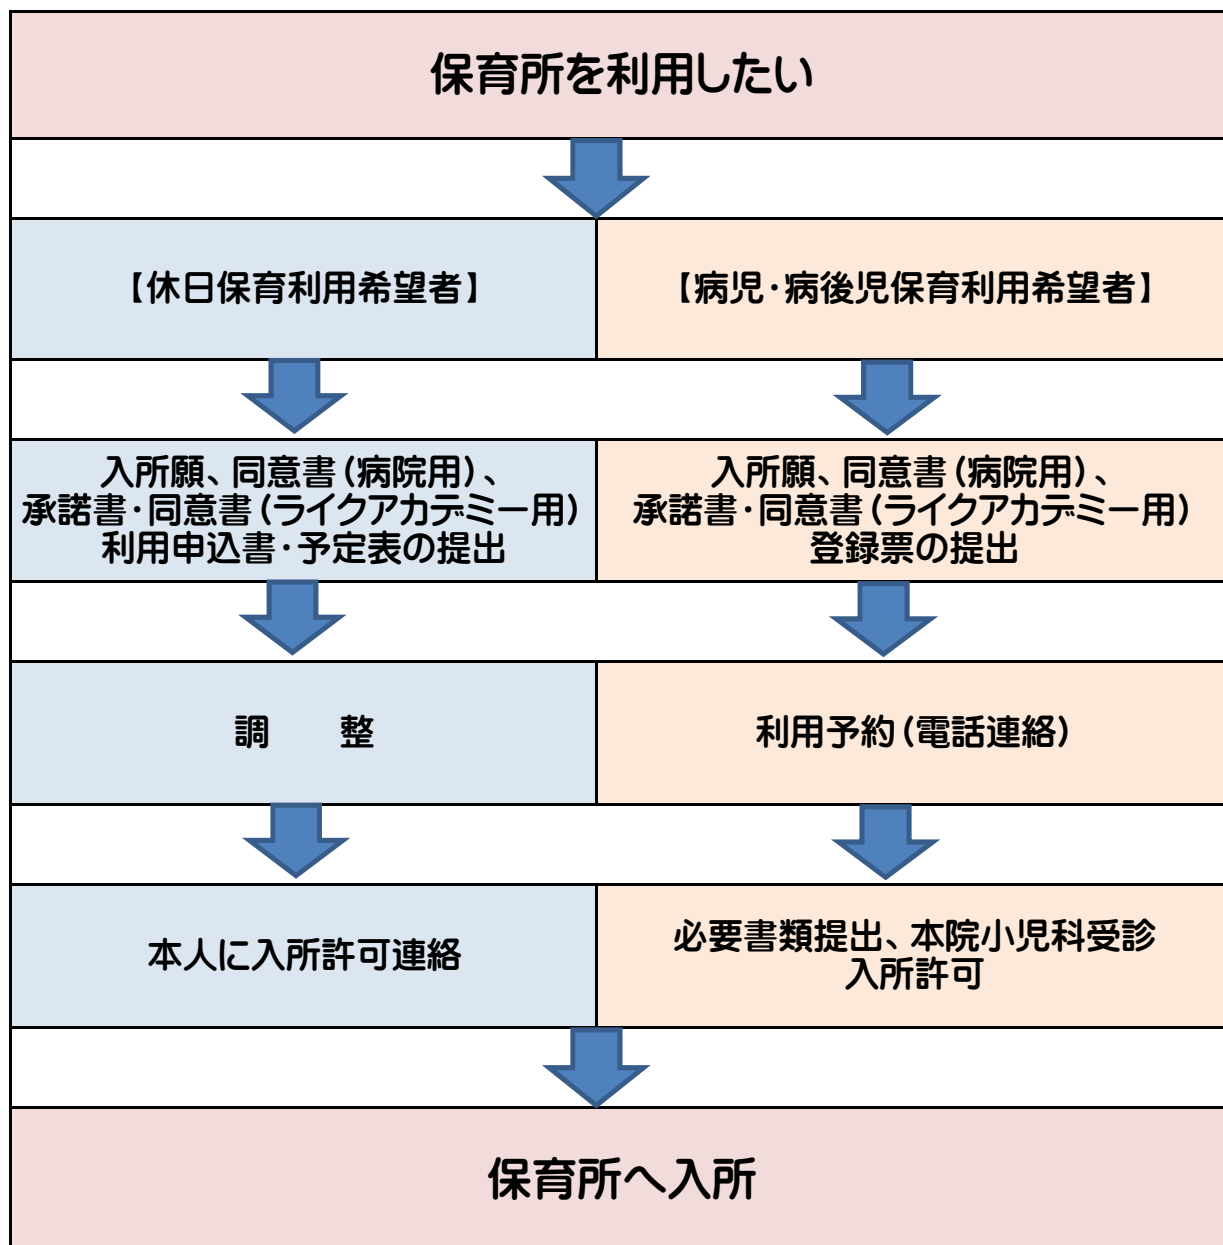 保育所を利用したい
【休日保育利用希望者】
【病児・病後児保育利用希望者】
入所願、同意書(病院用)、
承諾書・同意書(ライクアカデミー用)
利用申込書・予定表の提出
入所願、同意書(病院用)、
承諾書・同意書(ライクアカデミー用)
登録票の提出
調　　整
利用予約(電話連絡)
本人に入所許可連絡
必要書類提出、本院小児科受診
入所許可
保育所へ入所